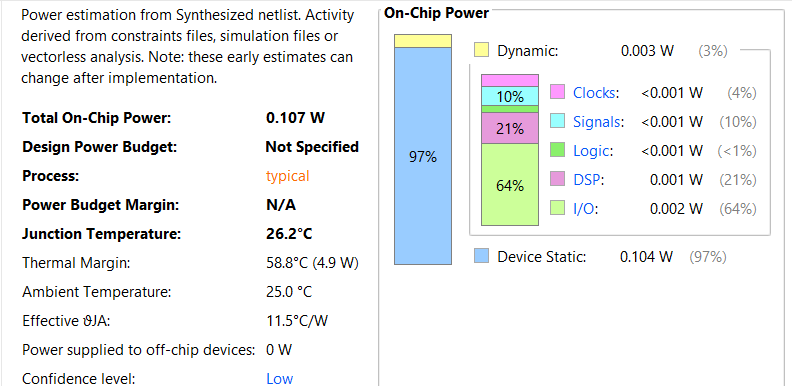 Power estimation from Synthesized netlist. Activity
derived from constraints files, simulation files or
vectorless analysis. Note: these early estimates can
change after implementation.
Total On-Chip Power: 0.107 W
Design Power Budget: Not Specified
Process: typical
Power Budget Margin: N/A
Junction Temperature: 26.2°C
Thermal Margin: 58.8°C (4.9 W)
Ambient Temperature: 25.0 °C
Effective ϑJA: 11.5°C/W
Power supplied to off-chip devices: 0 W
Confidence level: Low
On-Chip Power
97%
Dynamic: 0.003 W (3%)
10%
21%
64%
Clocks: <0.001 W (4%)
Signals: <0.001 W (10%)
Logic: <0.001 W (<1%)
DSP: 0.001 W (21%)
I/O: 0.002 W (64%)
Device Static: 0.104 W (97%)